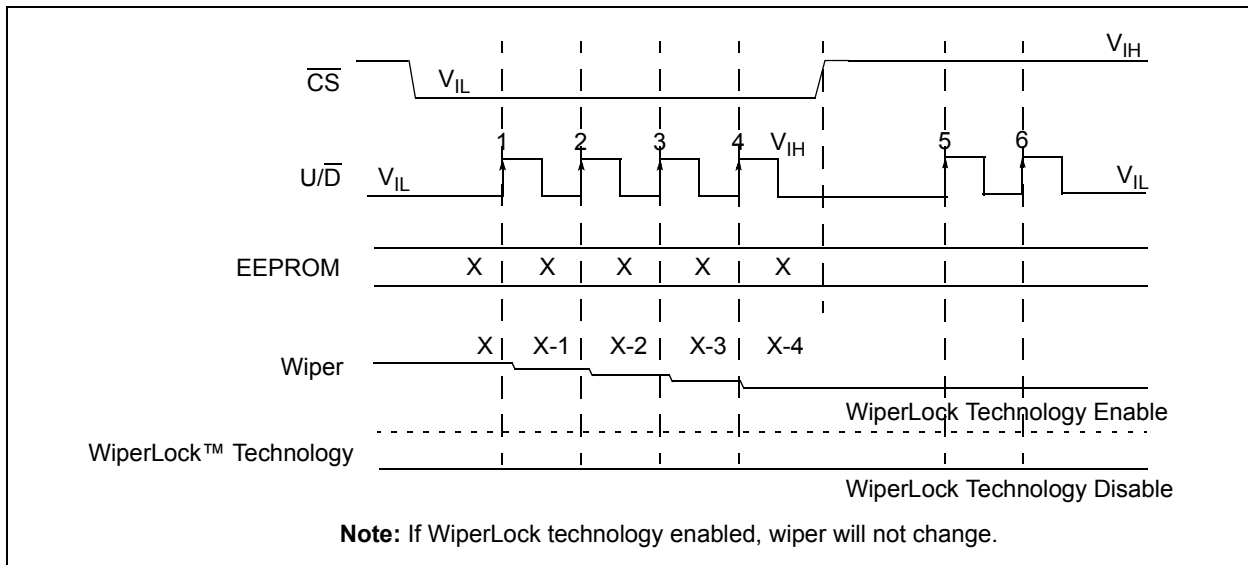 V_IH
C̅S̅ V_IL
1 2 3 4 V_IH 5 6
U/D̅ V_IL V_IL
EEPROM X X X X X
X X-1 X-2 X-3 X-4
Wiper
WiperLock Technology Enable
WiperLock™ Technology
WiperLock Technology Disable
Note: If WiperLock technology enabled, wiper will not change.